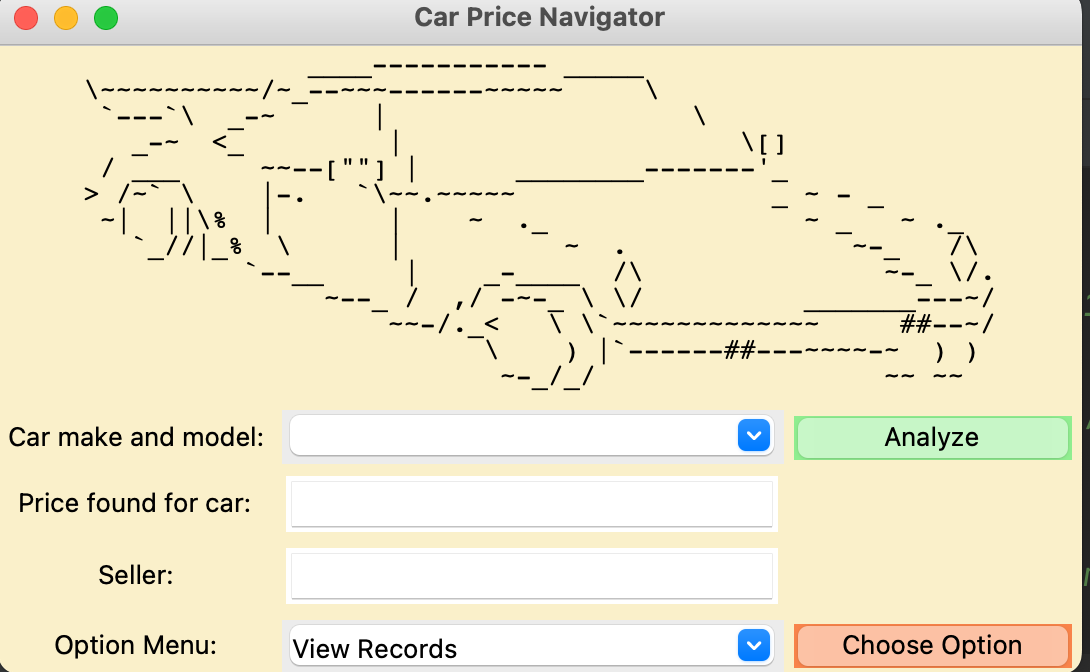 Car Price Navigator
Car make and model:
Analyze
Price found for car:
Seller:
Option Menu:
View Records
Choose Option